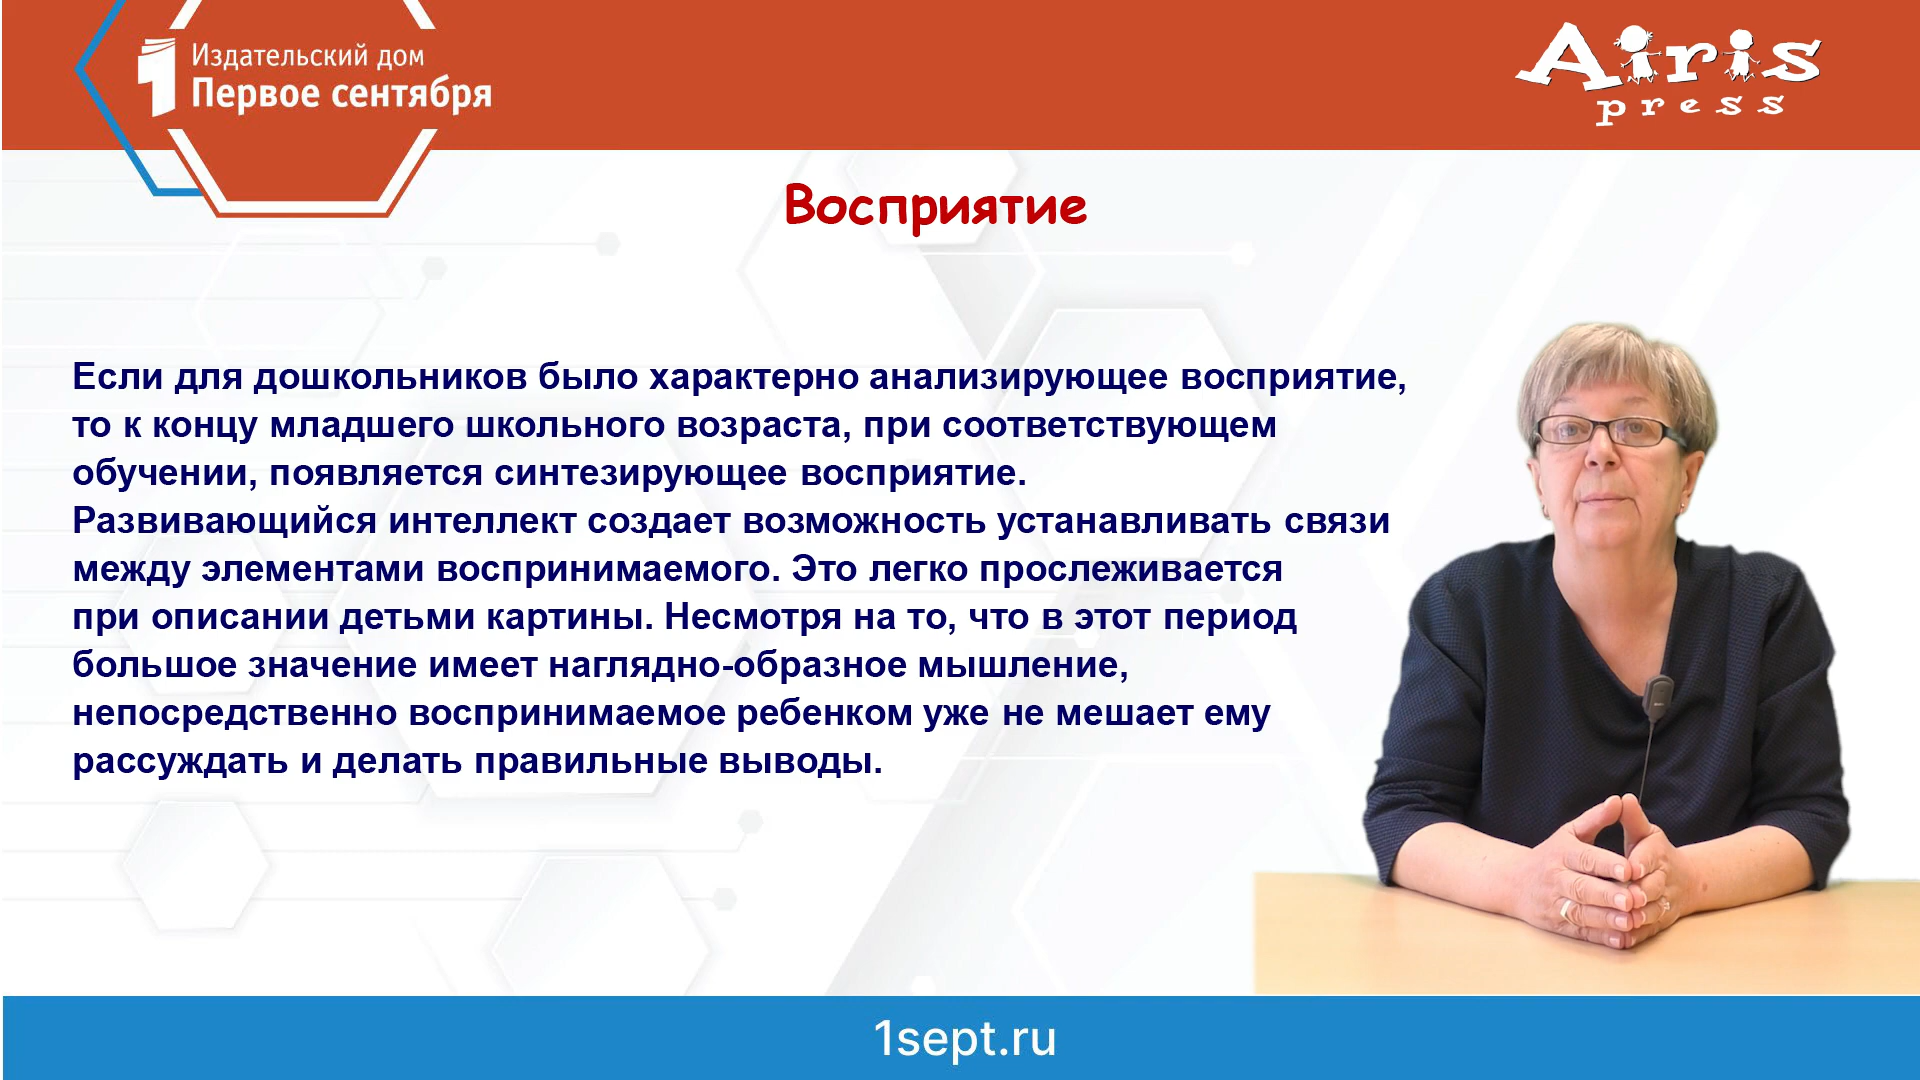 Издательский дом
Первое сентября
Airis
press
Восприятие
Если для дошкольников было характерно анализирующее восприятие,
то к концу младшего школьного возраста, при соответствующем
обучении, появляется синтезирующее восприятие.
Развивающийся интеллект создает возможность устанавливать связи
между элементами воспринимаемого. Это легко прослеживается
при описании детьми картины. Несмотря на то, что в этот период
большое значение имеет наглядно-образное мышление,
непосредственно воспринимаемое ребенком уже не мешает ему
рассуждать и делать правильные выводы.
1sept.ru